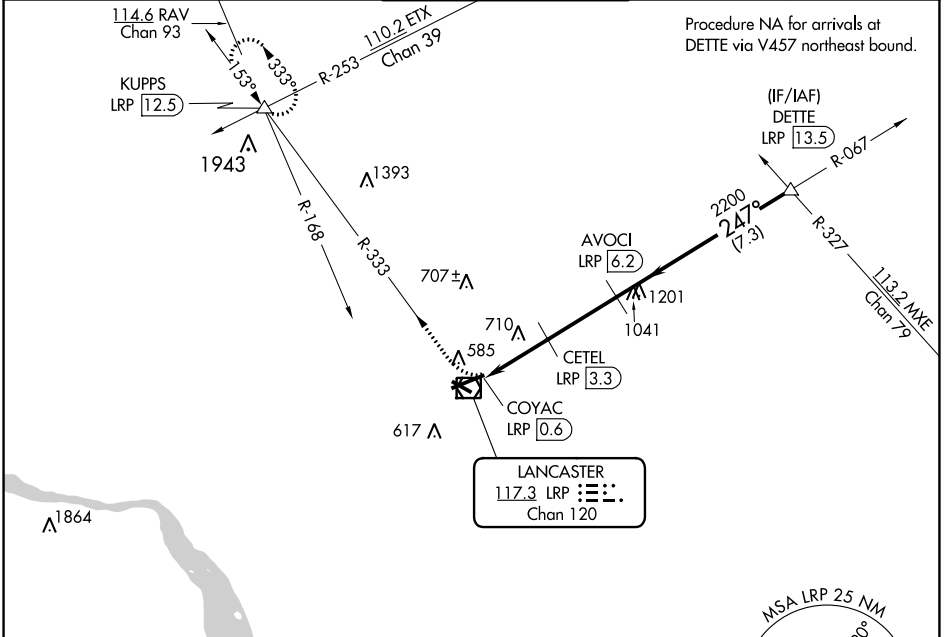 114.6 RAV
Chan 93
110.2 ETX
Chan 39
R-253
Procedure NA for arrivals at
DETTE via V457 northeast bound.
KUPPS
LRP 12.5
153°
333°
1943
1393
(IF/IAF)
DETTE
LRP 13.5
R-067
2200
247°
(7.3)
R-168
R-333
R-327
113.2 MXE
Chan 79
AVOCI
LRP 6.2
707±
1201
1041
710
585
CETEL
LRP 3.3
COYAC
LRP 0.6
617
LANCASTER
117.3 LRP
Chan 120
1864
MSA LRP 25 NM